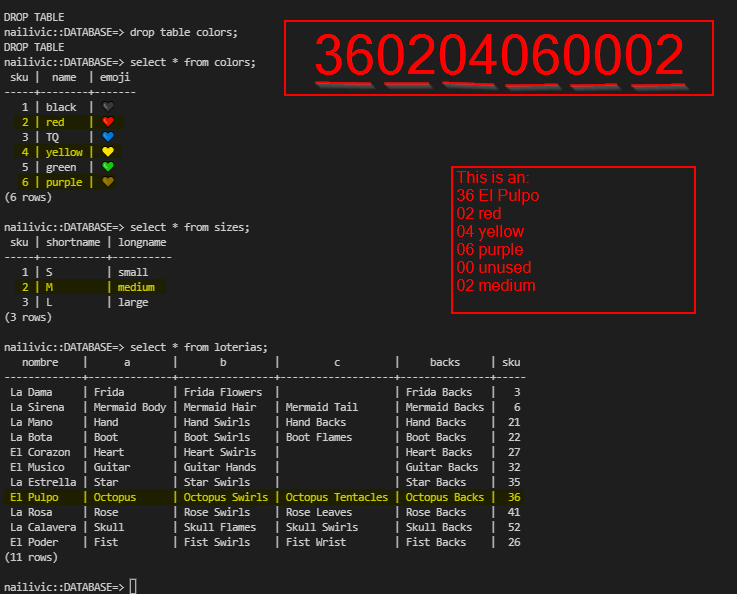 DROP TABLE
nailivic::DATABASE=> drop table colors;
DROP TABLE
nailivic::DATABASE=> select * from colors;
 sku |  name  | emoji
-----+--------+-------
   1 | black  | 🖤
   2 | red    | ❤
   3 | TQ     | 💙
   4 | yellow | 💛
   5 | green  | 💚
   6 | purple | 🤎
(6 rows)
nailivic::DATABASE=> select * from sizes;
 sku | shortname | longname
-----+-----------+----------
   1 | S         | small
   2 | M         | medium
   3 | L         | large
(3 rows)
nailivic::DATABASE=> select * from loterias;
   nombre    |      a       |       b        |         c         |     backs     | sku
-------------+--------------+----------------+-------------------+---------------+-----
 La Dama     | Frida        | Frida Flowers  |                   | Frida Backs   |   3
 La Sirena   | Mermaid Body | Mermaid Hair   | Mermaid Tail      | Mermaid Backs |   6
 La Mano     | Hand         | Hand Swirls    | Hand Backs        | Hand Backs    |  21
 La Bota     | Boot         | Boot Swirls    | Boot Flames       | Boot Backs    |  22
 El Corazon  | Heart        | Heart Swirls   |                   | Heart Backs   |  27
 El Musico   | Guitar       | Guitar Hands   |                   | Guitar Backs  |  32
 La Estrella | Star         | Star Swirls    |                   | Star Backs    |  35
 El Pulpo    | Octopus      | Octopus Swirls | Octopus Tentacles | Octopus Backs |  36
 La Rosa     | Rose         | Rose Swirls    | Rose Leaves       | Rose Backs    |  41
 La Calavera | Skull        | Skull Flames   | Skull Swirls      | Skull Backs   |  52
 El Poder    | Fist         | Fist Swirls    | Fist Wrist        | Fist Backs    |  26
(11 rows)
nailivic::DATABASE=>
360204060002
This is an:
36 El Pulpo
02 red
04 yellow
06 purple
00 unused
02 medium